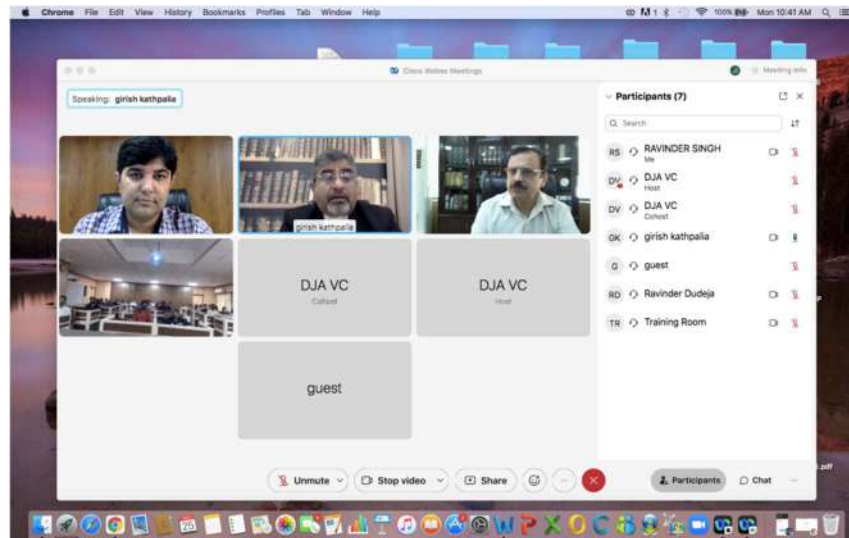 Chrome File Edit View History Bookmarks Profiles Tab Window Help
100% Mon 10:41 AM
Cisco Webex Meetings
Meeting info
Speaking: girish kathpalia
Participants (7)
Search
RS RAVINDER SINGH
Me
DV DJA VC
Host
DV DJA VC
Cohost
GK girish kathpalia
G guest
RD Ravinder Dudeja
TR Training Room
girish kathpalia
DJA VC
Cohost
DJA VC
Host
guest
Unmute
Stop video
Share
Participants
Chat
.pdf
25